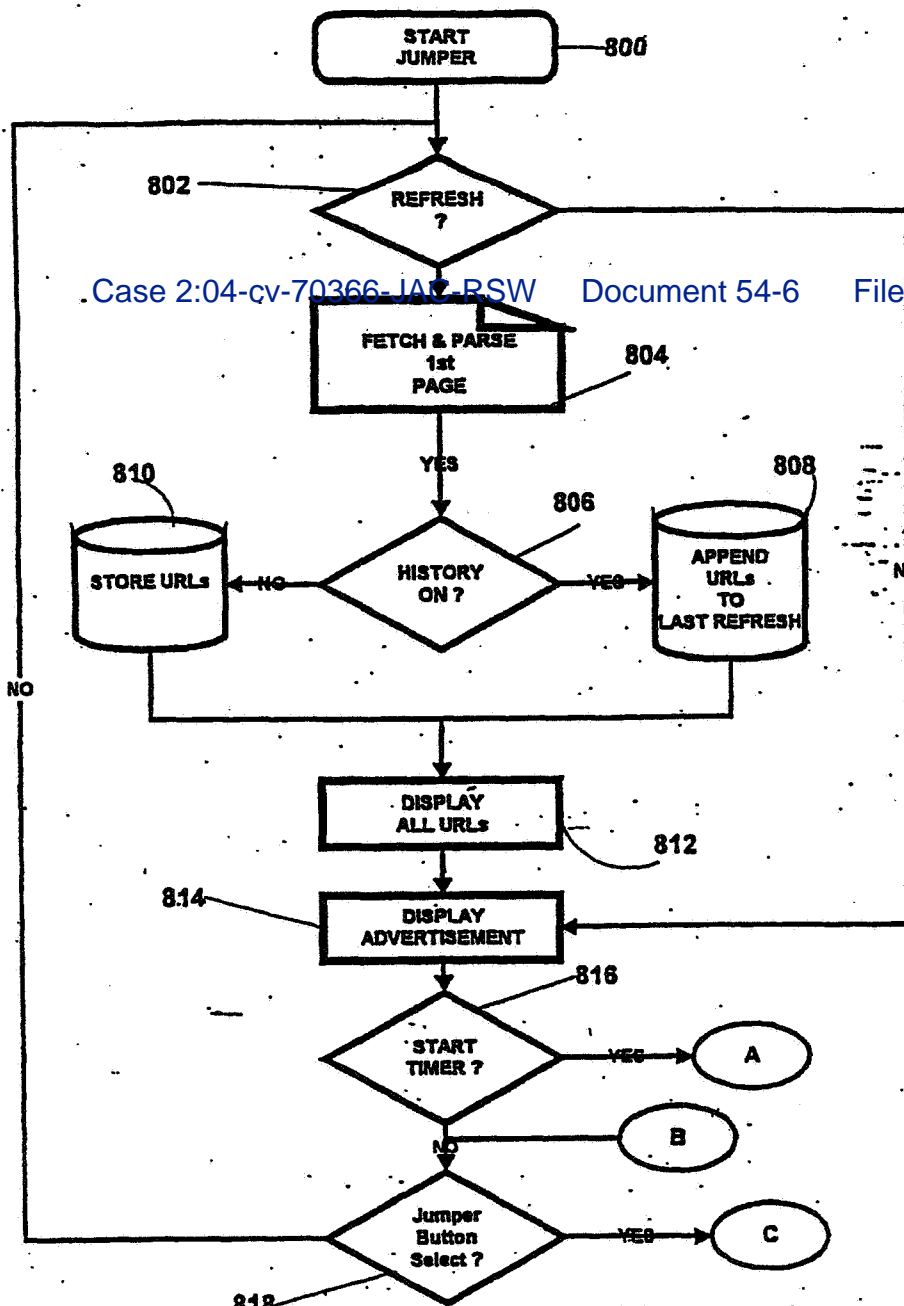 START
JUMPER
800
802
REFRESH
?
Case 2:04-cv-70366-JAC-RSW Document 54-6 File
FETCH & PARSE
1st
PAGE
804
YES
810
806
808
STORE URLs
NO
HISTORY
ON ?
YES
APPEND
URLs
TO
LAST REFRESH
N
NO
DISPLAY
ALL URLs
812
814
DISPLAY
ADVERTISEMENT
816
START
TIMER ?
YES
A
B
NO
Jumper
Button
Select ?
YES
C
818